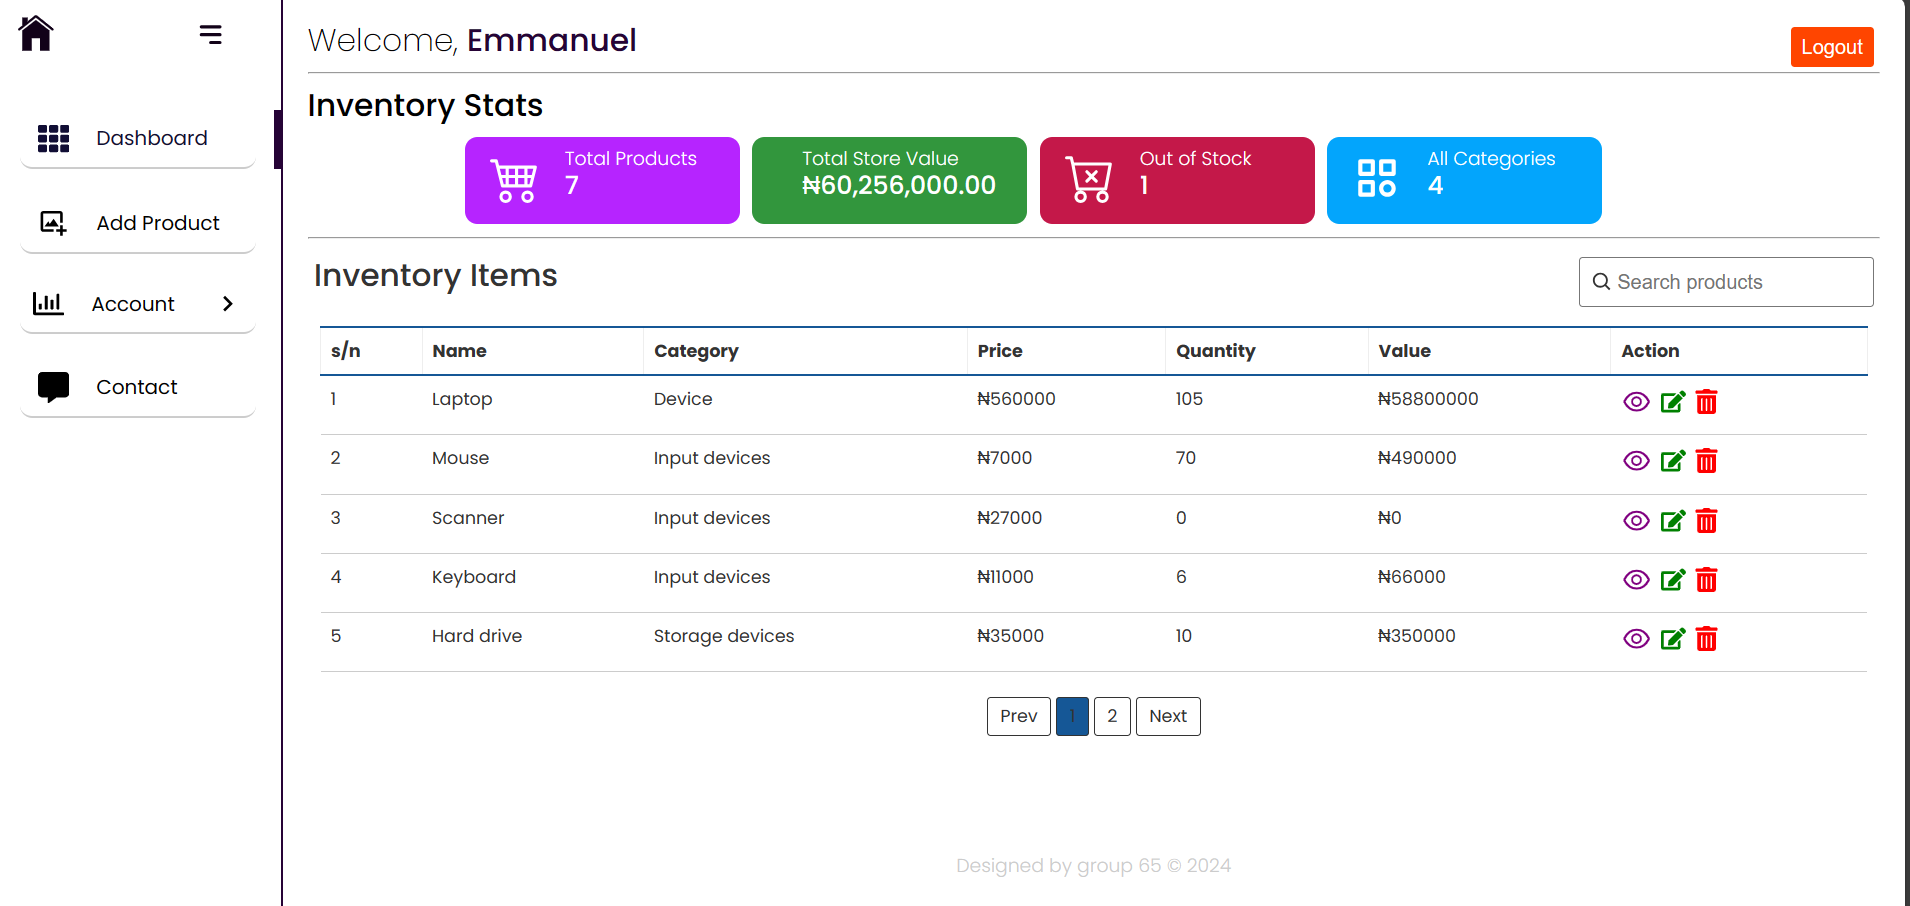 Welcome, Emmanuel
Logout
Dashboard
Add Product
Account
Contact
Inventory Stats
Total Products
7
Total Store Value
₦60,256,000.00
Out of Stock
1
All Categories
4
Inventory Items
Search products
s/n Name Category Price Quantity Value Action
1 Laptop Device ₦560000 105 ₦58800000
2 Mouse Input devices ₦7000 70 ₦490000
3 Scanner Input devices ₦27000 0 ₦0
4 Keyboard Input devices ₦11000 6 ₦66000
5 Hard drive Storage devices ₦35000 10 ₦350000
Prev 1 2 Next
Designed by group 65 © 2024